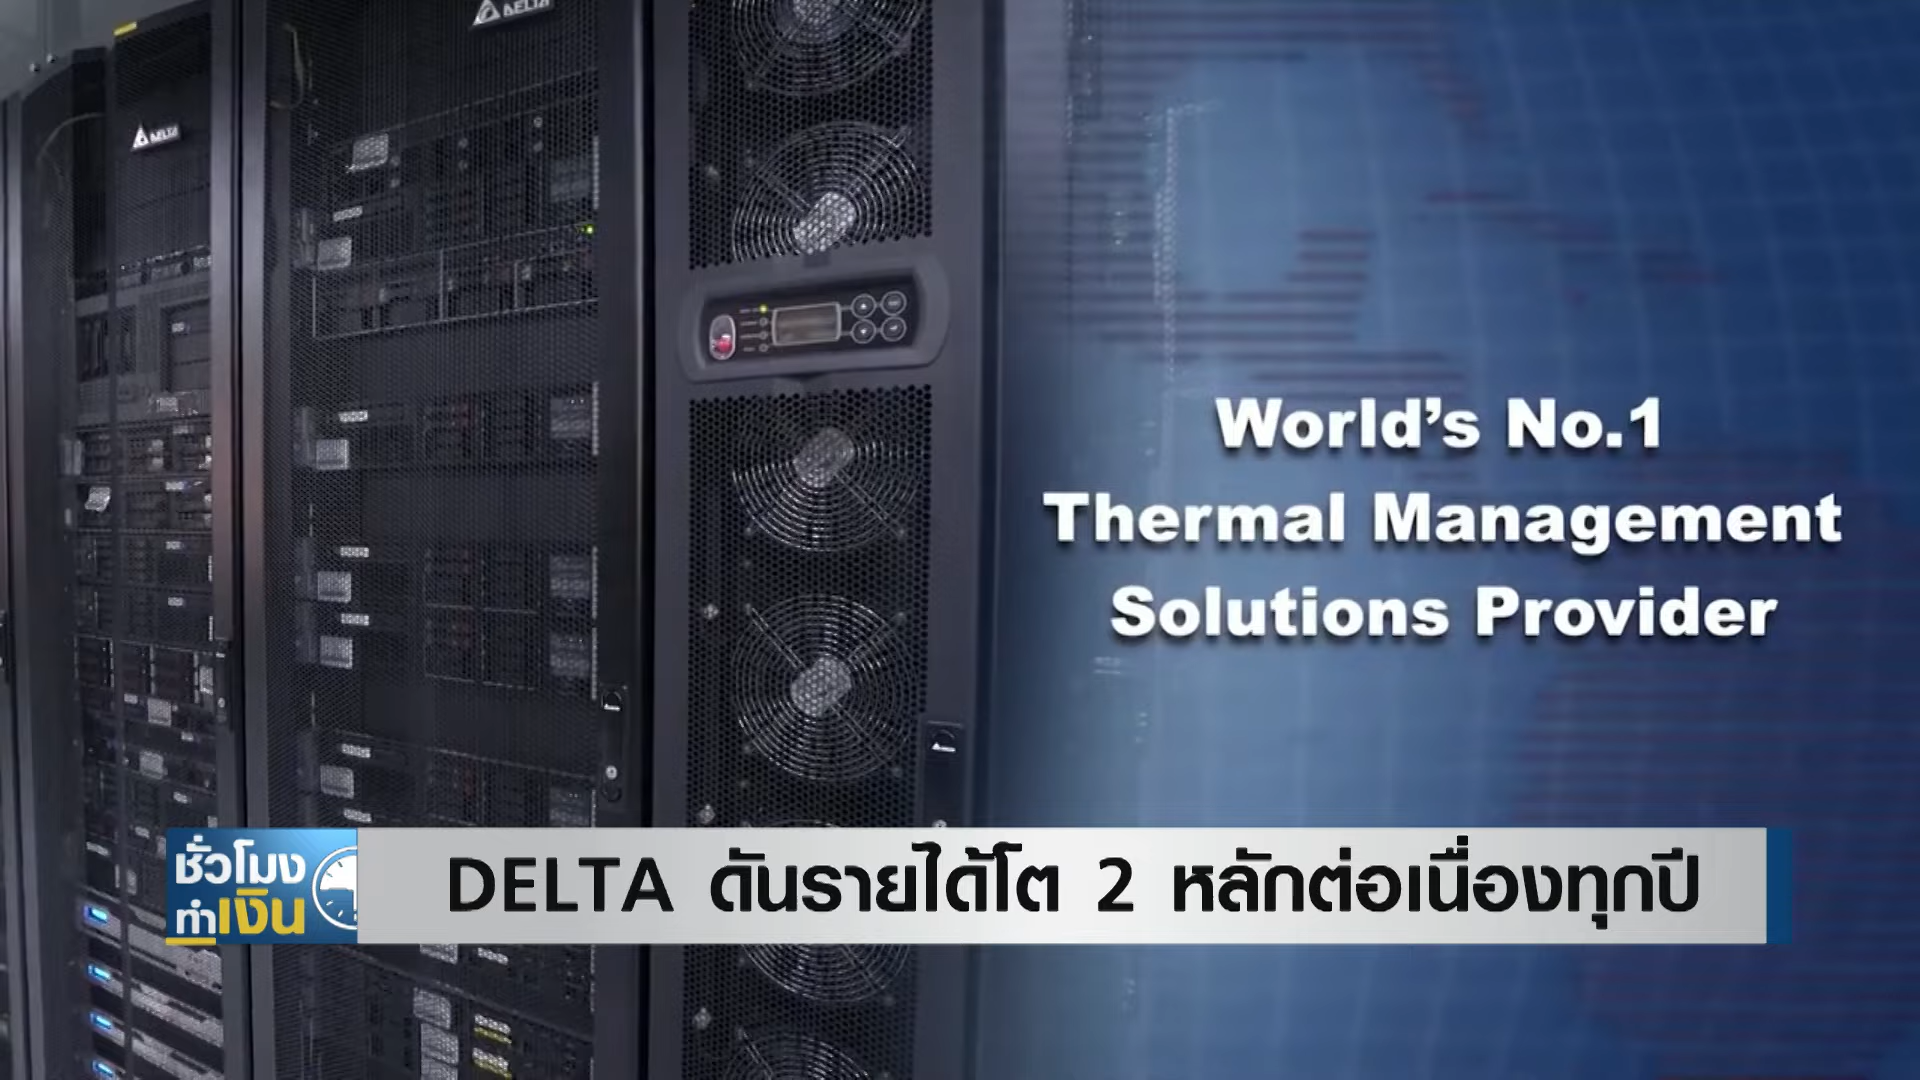 DELTA
DELTA
World's No.1
Thermal Management
Solutions Provider
ชั่วโมง
ทำเงิน
DELTA ดันรายได้โต 2 หลักต่อเนื่องทุกปี